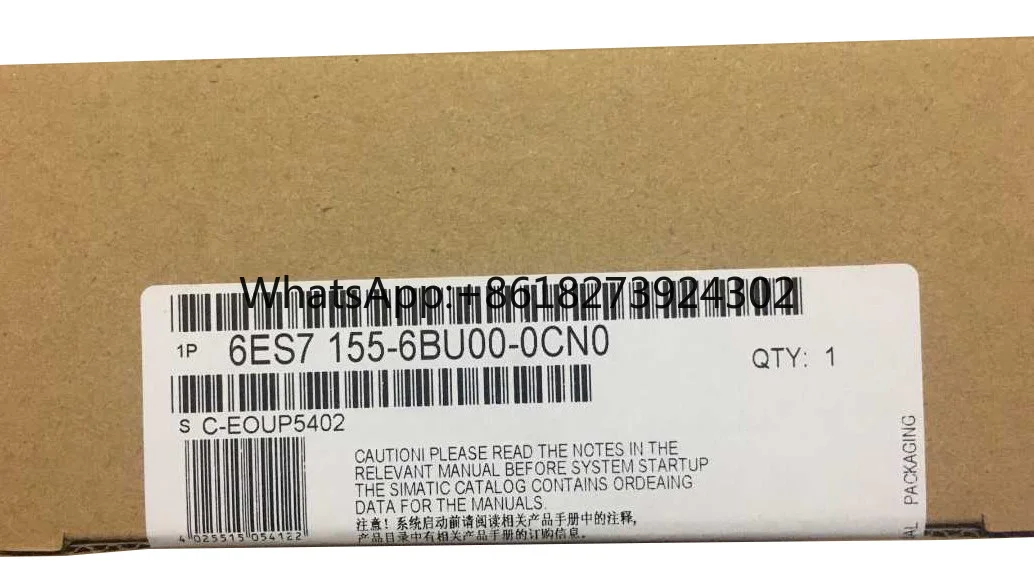 WhatsApp:+8618273924302
1P 6ES7 155-6BU00-0CN0
QTY: 1
S C-EOUP5402
CAUTIONI PLEASE READ THE NOTES IN THE
RELEVANT MANUAL BEFORE SYSTEM STARTUP
THE SIMATIC CATALOG CONTAINS ORDEAING
DATA FOR THE MANUALS.
注意!系统启动前请阅读相关产品手册中的注释,
产品目录中有相关产品手册的订购信息。
4 025515 054122
AL PACKAGING